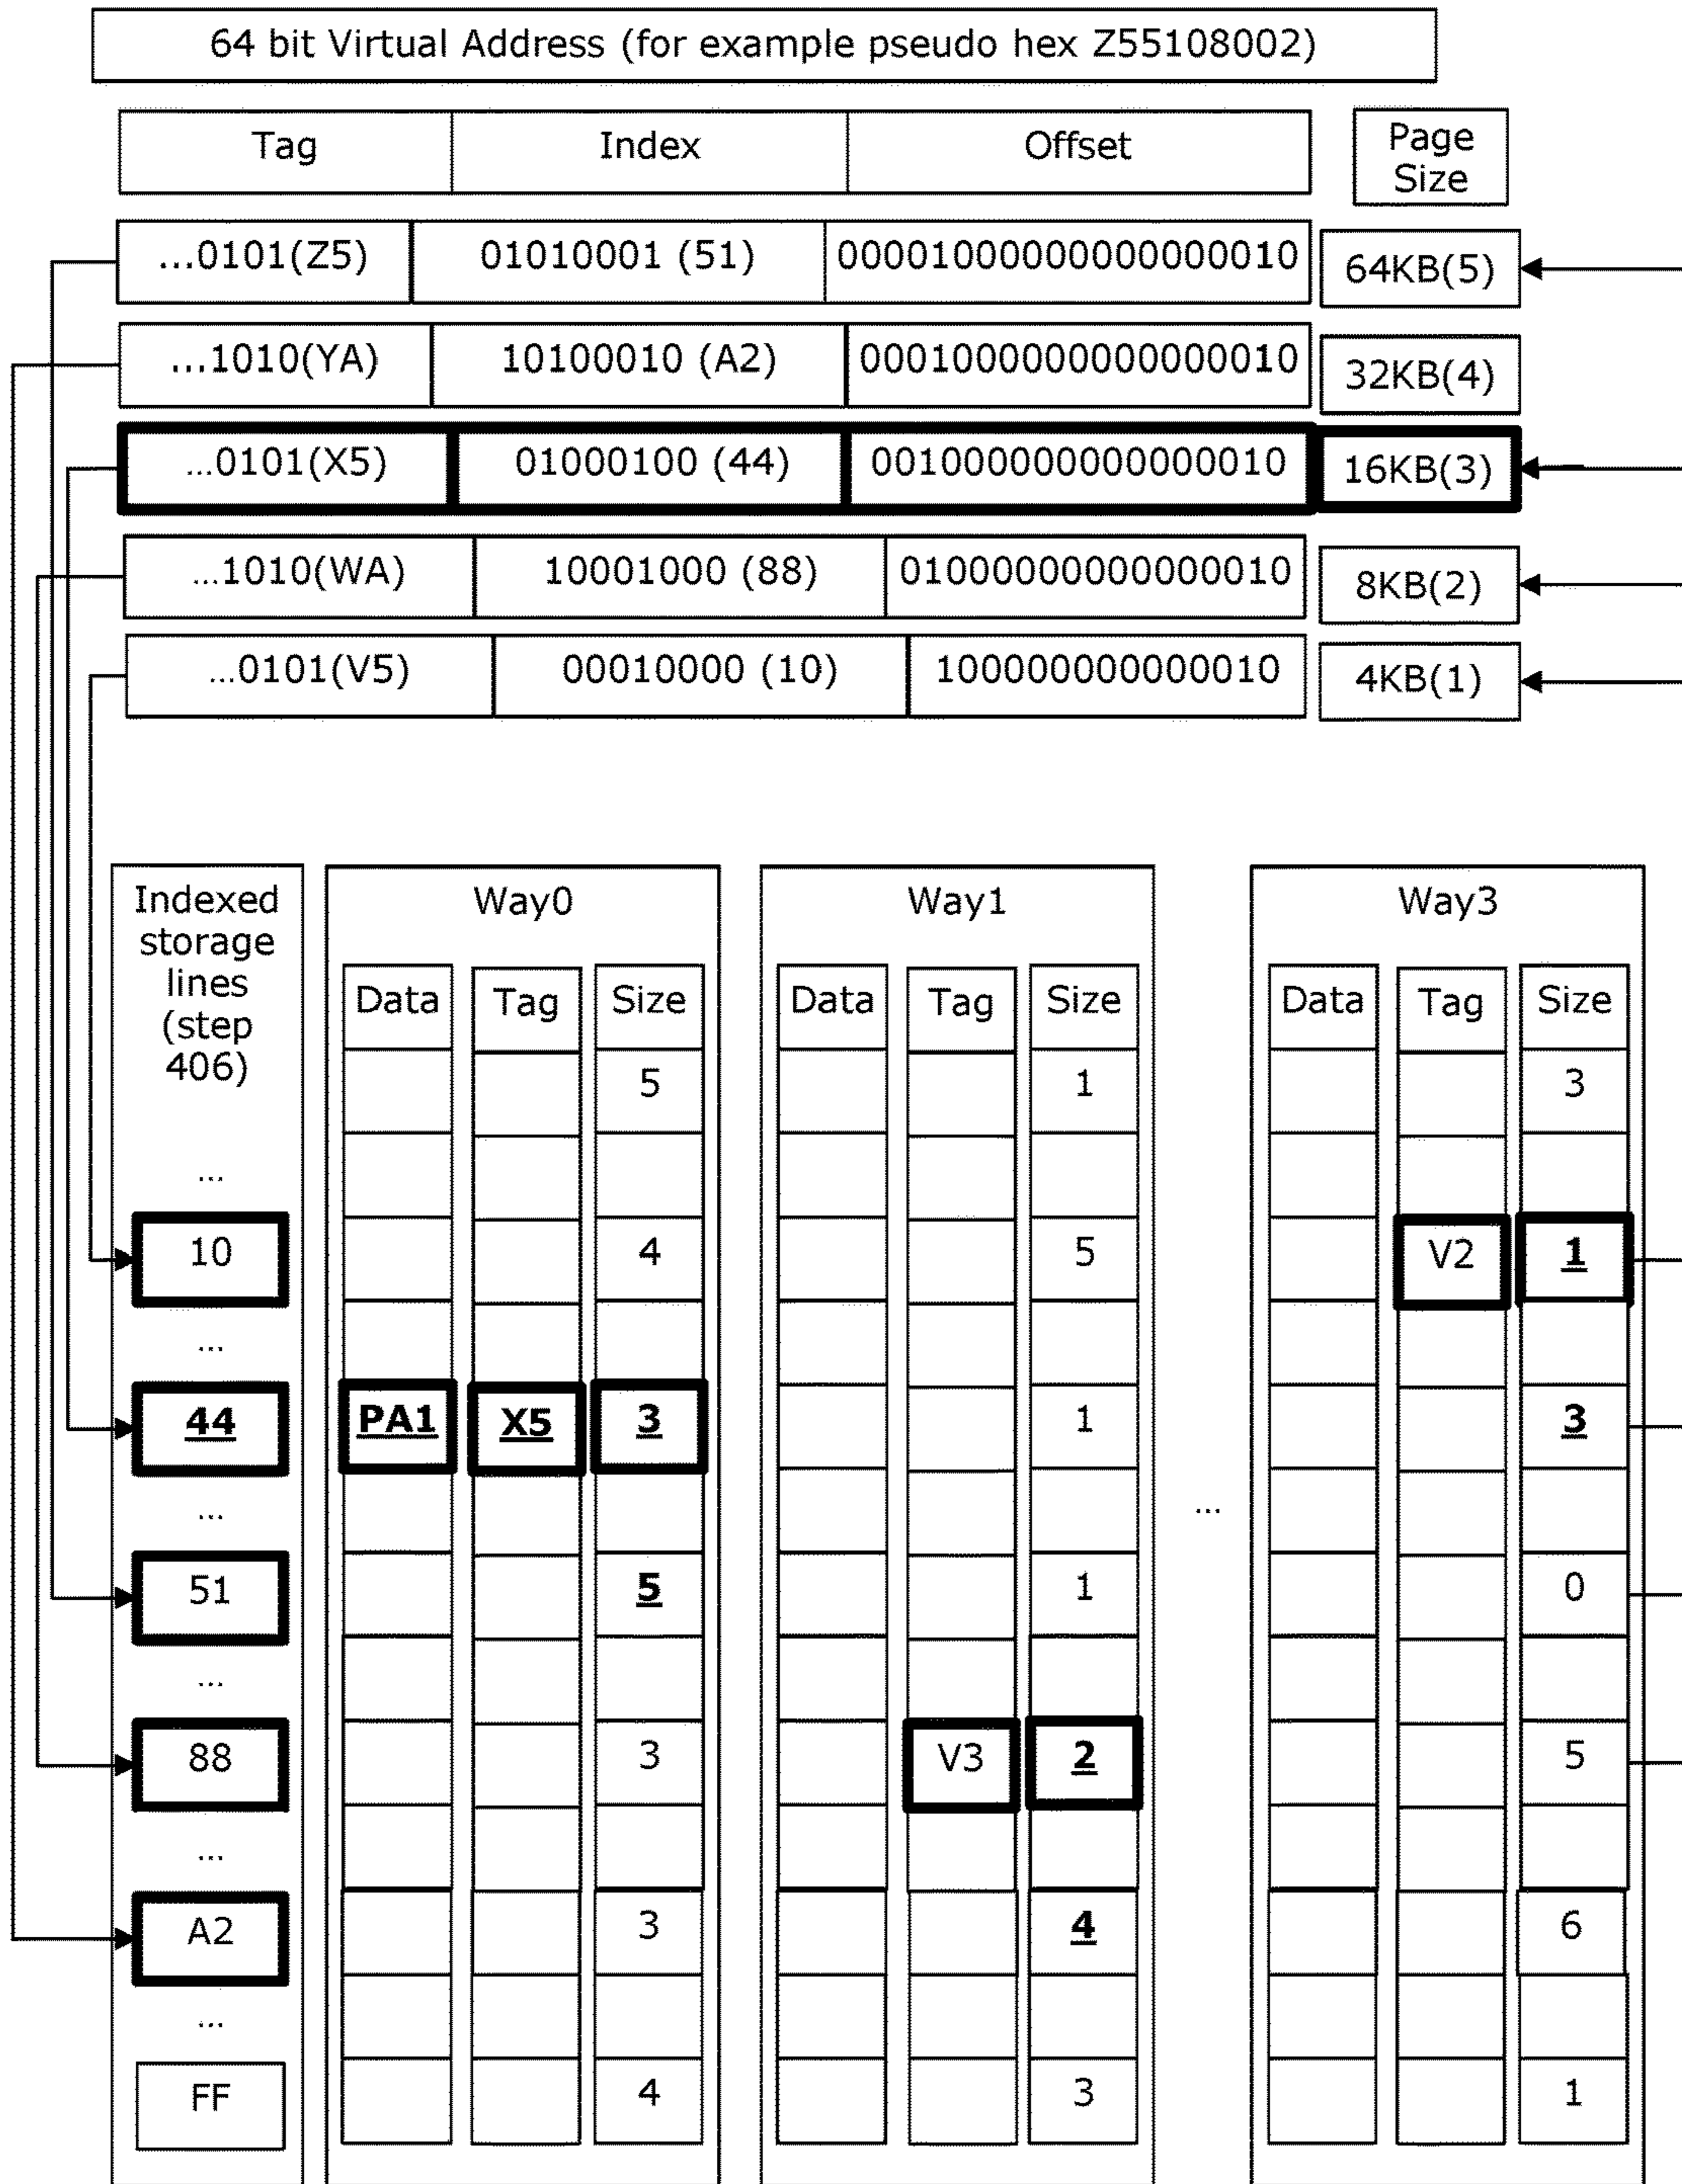 64 bit Virtual Address (for example pseudo hex Z55108002)
Tag Index Offset Page Size
...0101(Z5) 01010001 (51) 00001000000000000010 64KB(5)
...1010(YA) 10100010 (A2) 0001000000000000010 32KB(4)
...0101(X5) 01000100 (44) 001000000000000010 16KB(3)
...1010(WA) 10001000 (88) 01000000000000010 8KB(2)
...0101(V5) 00010000 (10) 100000000000010 4KB(1)
Indexed
storage
lines
(step
406)
Way0 Way1 Way3
Data Tag Size Data Tag Size Data Tag Size
5 1 3
...
10 4 5 V2 1
...
44 PA1 X5 3 1 3
... ...
51 5 1 0
...
88 3 V3 2 5
...
A2 3 4 6
...
FF 4 3 1